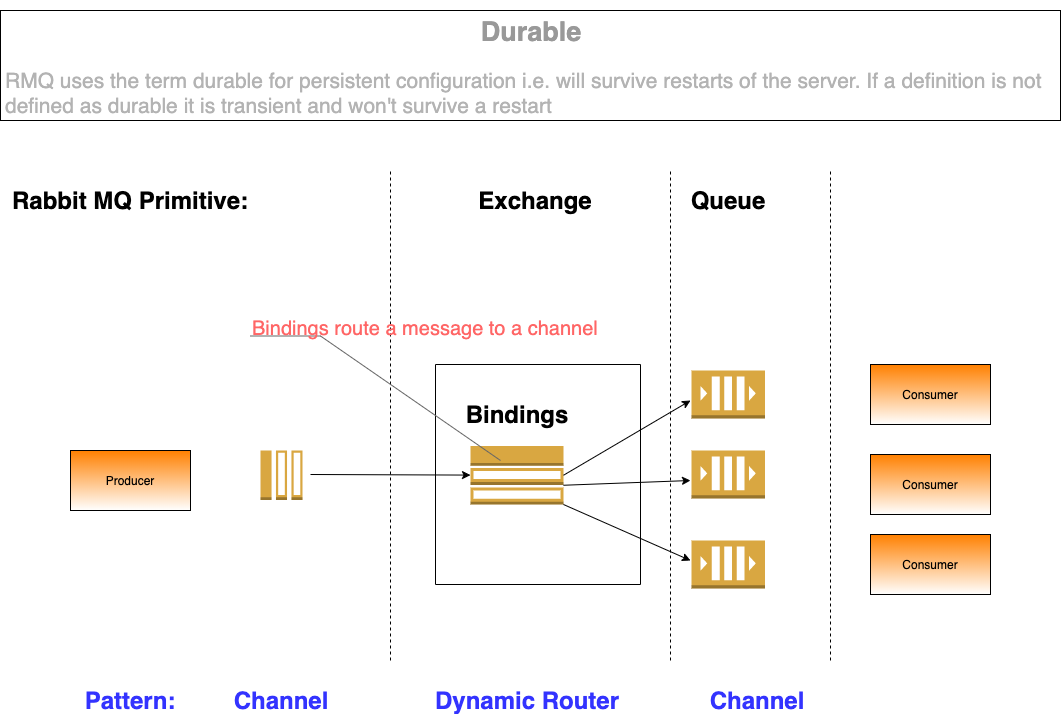 Durable
RMQ uses the term durable for persistent configuration i.e. will survive restarts of the server. If a definition is not
defined as durable it is transient and won't survive a restart
Rabbit MQ Primitive:
Exchange
Queue
Bindings route a message to a channel
Bindings
Producer
Consumer
Consumer
Consumer
Pattern:
Channel
Dynamic Router
Channel